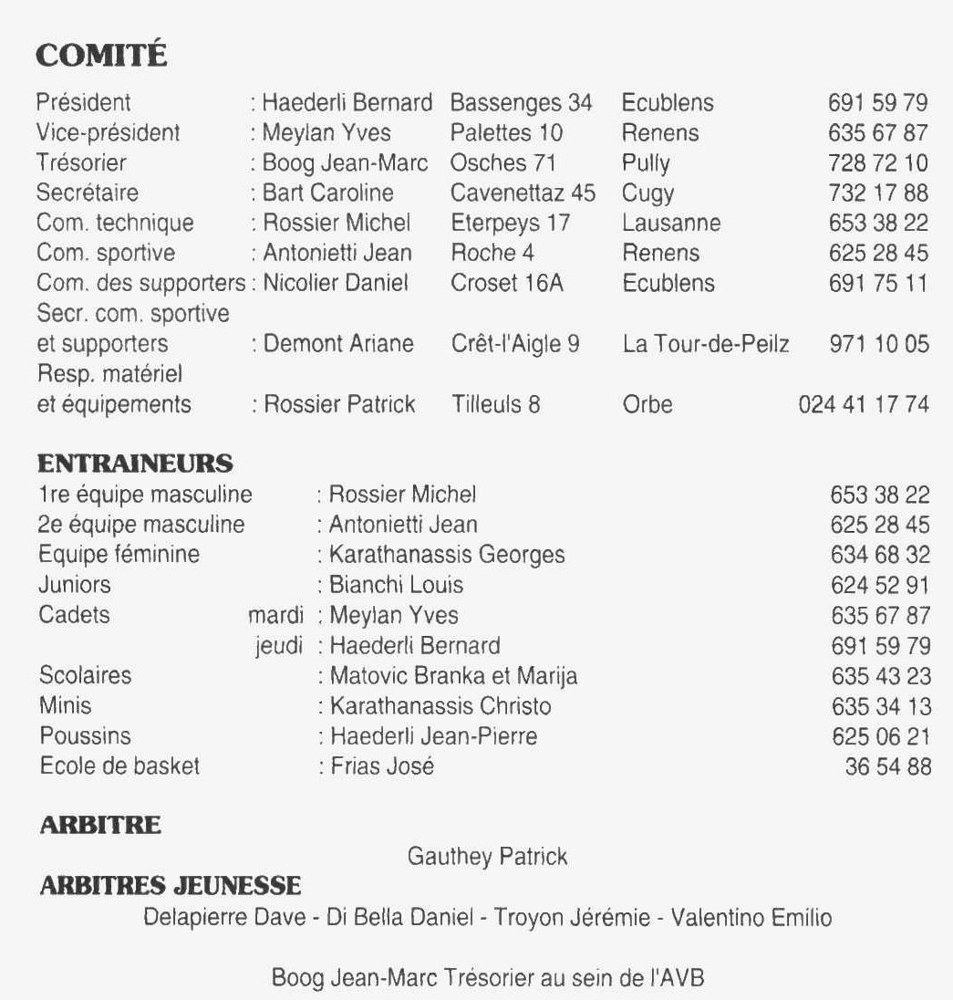 COMITÉ
Président : Haederli Bernard Bassenges 34 Ecublens 691 59 79
Vice-président : Meylan Yves Palettes 10 Renens 635 67 87
Trésorier : Boog Jean-Marc Osches 71 Pully 728 72 10
Secrétaire : Bart Caroline Cavenettaz 45 Cugy 732 17 88
Com. technique : Rossier Michel Eterpeys 17 Lausanne 653 38 22
Com. sportive : Antonietti Jean Roche 4 Renens 625 28 45
Com. des supporters : Nicolier Daniel Croset 16A Ecublens 691 75 11
Secr. com. sportive
et supporters : Demont Ariane Crêt-l'Aigle 9 La Tour-de-Peilz 971 10 05
Resp. matériel
et équipements : Rossier Patrick Tilleuls 8 Orbe 024 41 17 74
ENTRAINEURS
1re équipe masculine : Rossier Michel 653 38 22
2e équipe masculine : Antonietti Jean 625 28 45
Equipe féminine : Karathanassis Georges 634 68 32
Juniors : Bianchi Louis 624 52 91
Cadets mardi : Meylan Yves 635 67 87
jeudi : Haederli Bernard 691 59 79
Scolaires : Matovic Branka et Marija 635 43 23
Minis : Karathanassis Christo 635 34 13
Poussins : Haederli Jean-Pierre 625 06 21
Ecole de basket : Frias José 36 54 88
ARBITRE
Gauthey Patrick
ARBITRES JEUNESSE
Delapierre Dave - Di Bella Daniel - Troyon Jérémie - Valentino Emilio
Boog Jean-Marc Trésorier au sein de l'AVB